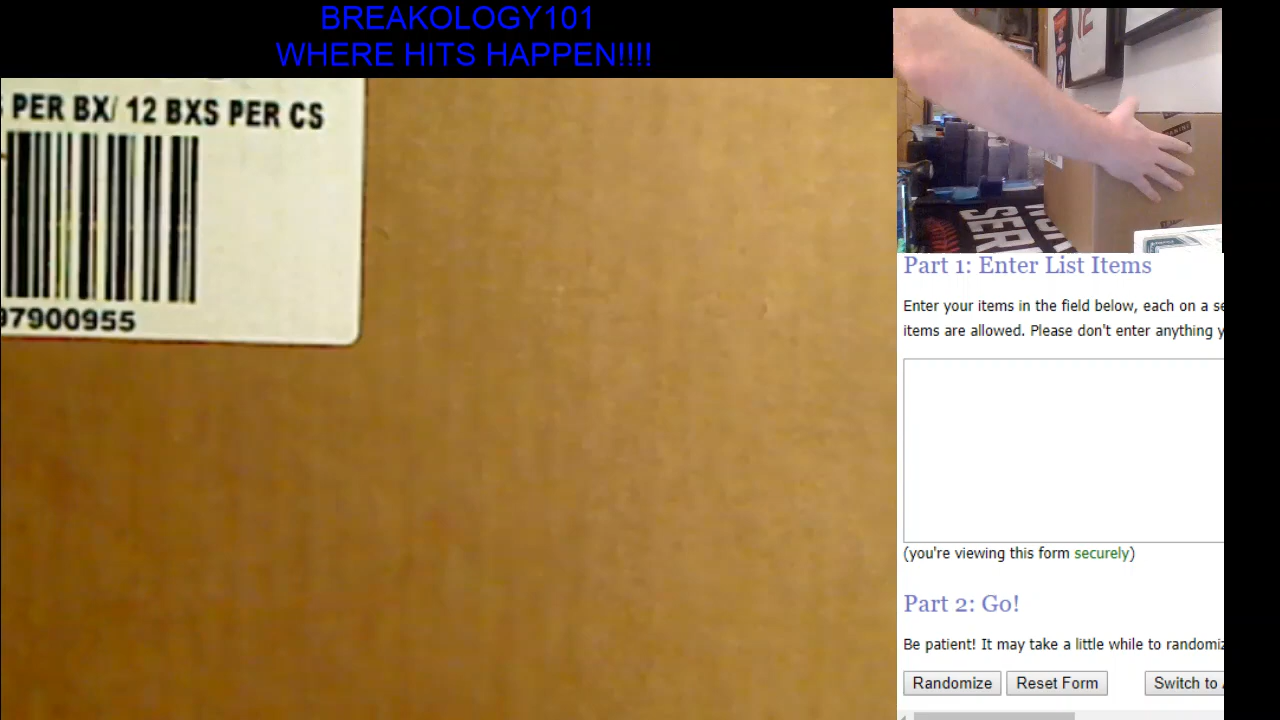 BREAKOLOGY101
WHERE HITS HAPPEN!!!!
PER BX/ 12 BXS PER CS
97900955
12
SER
Part 1: Enter List Items
Enter your items in the field below, each on a se
items are allowed. Please don't enter anything y
(you're viewing this form securely)
Part 2: Go!
Be patient! It may take a little while to randomiz
Randomize
Reset Form
Switch to